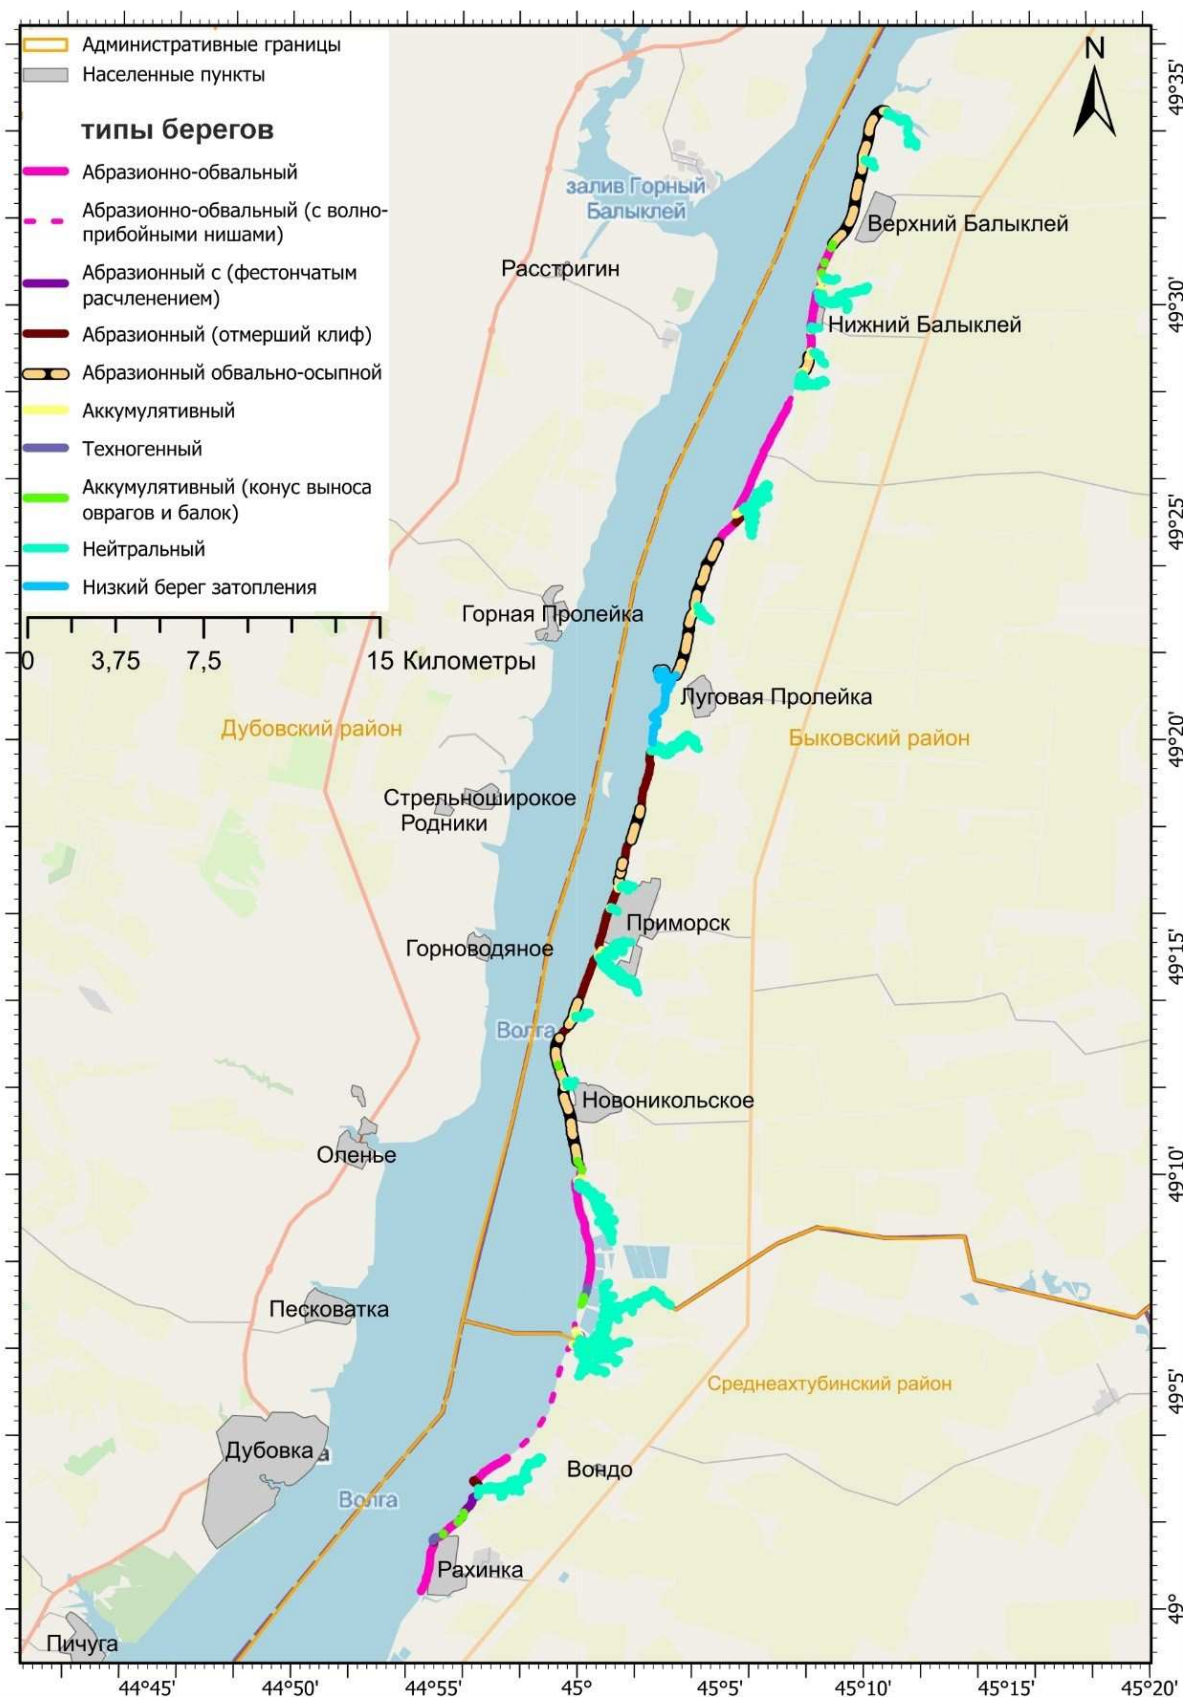 Административные границы
Населенные пункты
типы берегов
Абразионно-обвальный
Абразионно-обвальный (с волно-
прибойными нишами)
Абразионный с (фестончатым
расчленением)
Абразионный (отмерший клиф)
Абразионный обвально-осыпной
Аккумулятивный
Техногенный
Аккумулятивный (конус выноса
оврагов и балок)
Нейтральный
Низкий берег затопления
0 3,75 7,5 15 Километры
N
залив Горный
Балыклей
Верхний Балыклей
Расстригин
Нижний Балыклей
Горная Пролейка
Луговая Пролейка
Дубовский район
Быковский район
Стрельноширокое
Родники
Приморск
Горноводяное
Волга
Новоникольское
Оленье
Песковатка
Среднеахтубинский район
Дубовка
Вондо
Волга
Рахинка
Пичуга
49°35'
49°30'
49°25'
49°20'
49°15'
49°10'
49°5'
49°
44°45' 44°50' 44°55' 45° 45°5' 45°10' 45°15' 45°20'